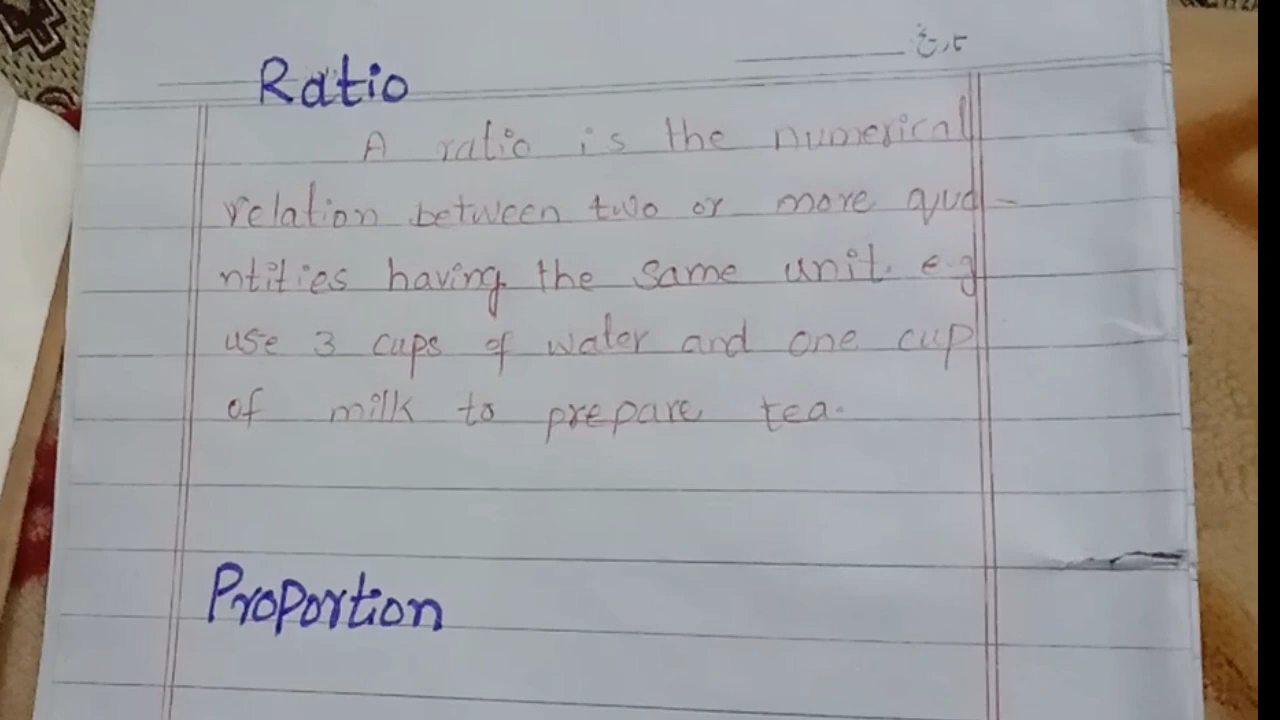 تاریخ
Ratio
A ratio is the numerical
relation between two or more qua-
ntities having the same unit. e.g
use 3 cups of water and one cup
of milk to prepare tea.
Proportion